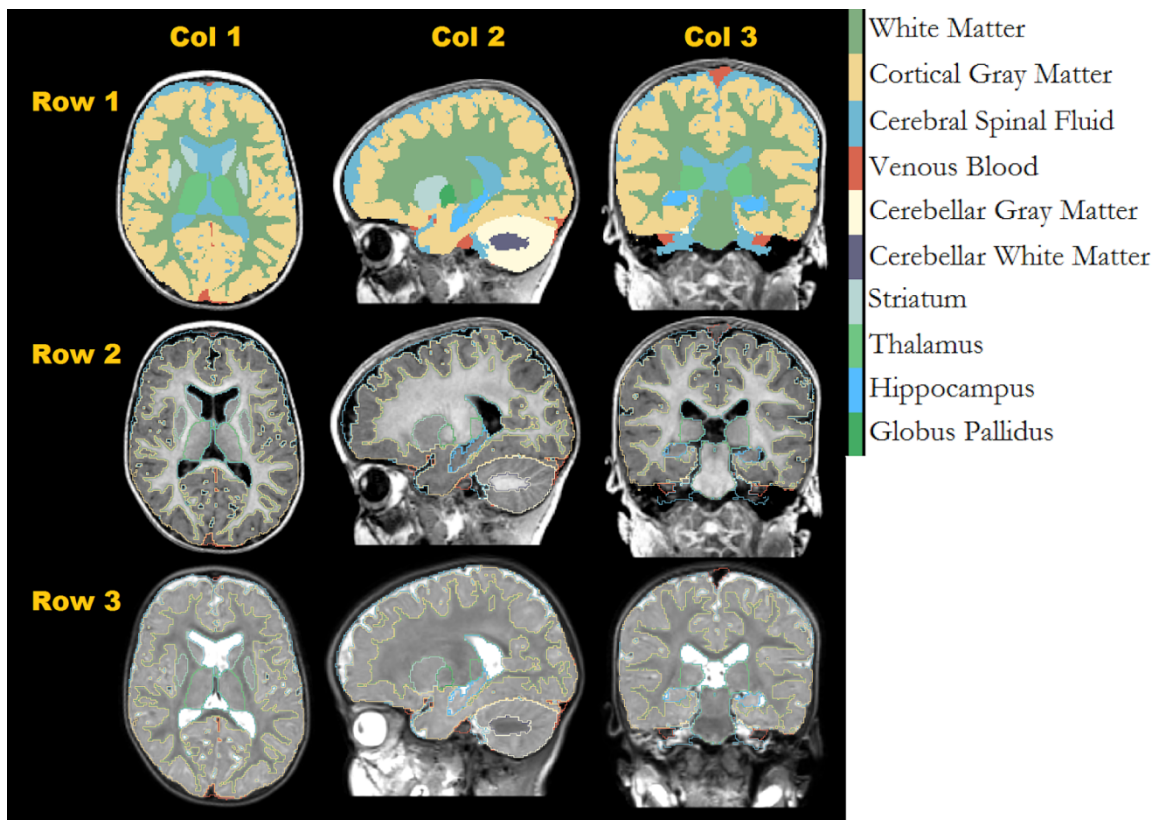 Col 1
Col 2
Col 3
Row 1
Row 2
Row 3
White Matter
Cortical Gray Matter
Cerebral Spinal Fluid
Venous Blood
Cerebellar Gray Matter
Cerebellar White Matter
Striatum
Thalamus
Hippocampus
Globus Pallidus